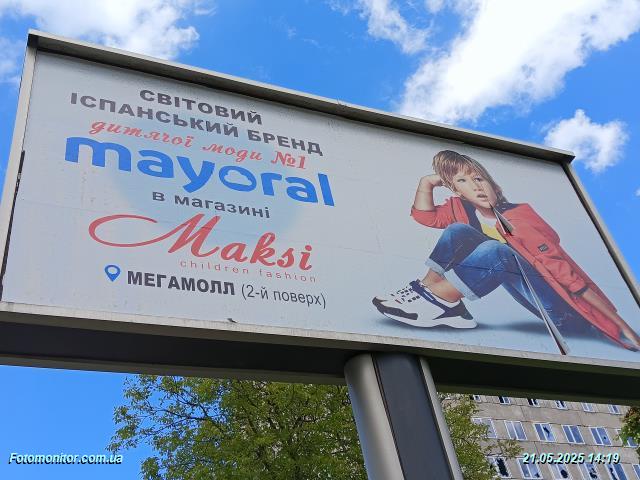 СВІТОВИЙ
ІСПАНСЬКИЙ БРЕНД
дитячої моди №1
mayoral
в магазині
Maksi
children fashion
МЕГАМОЛЛ (2-й поверх)
Fotomonitor.com.ua
21.05.2025 14:19